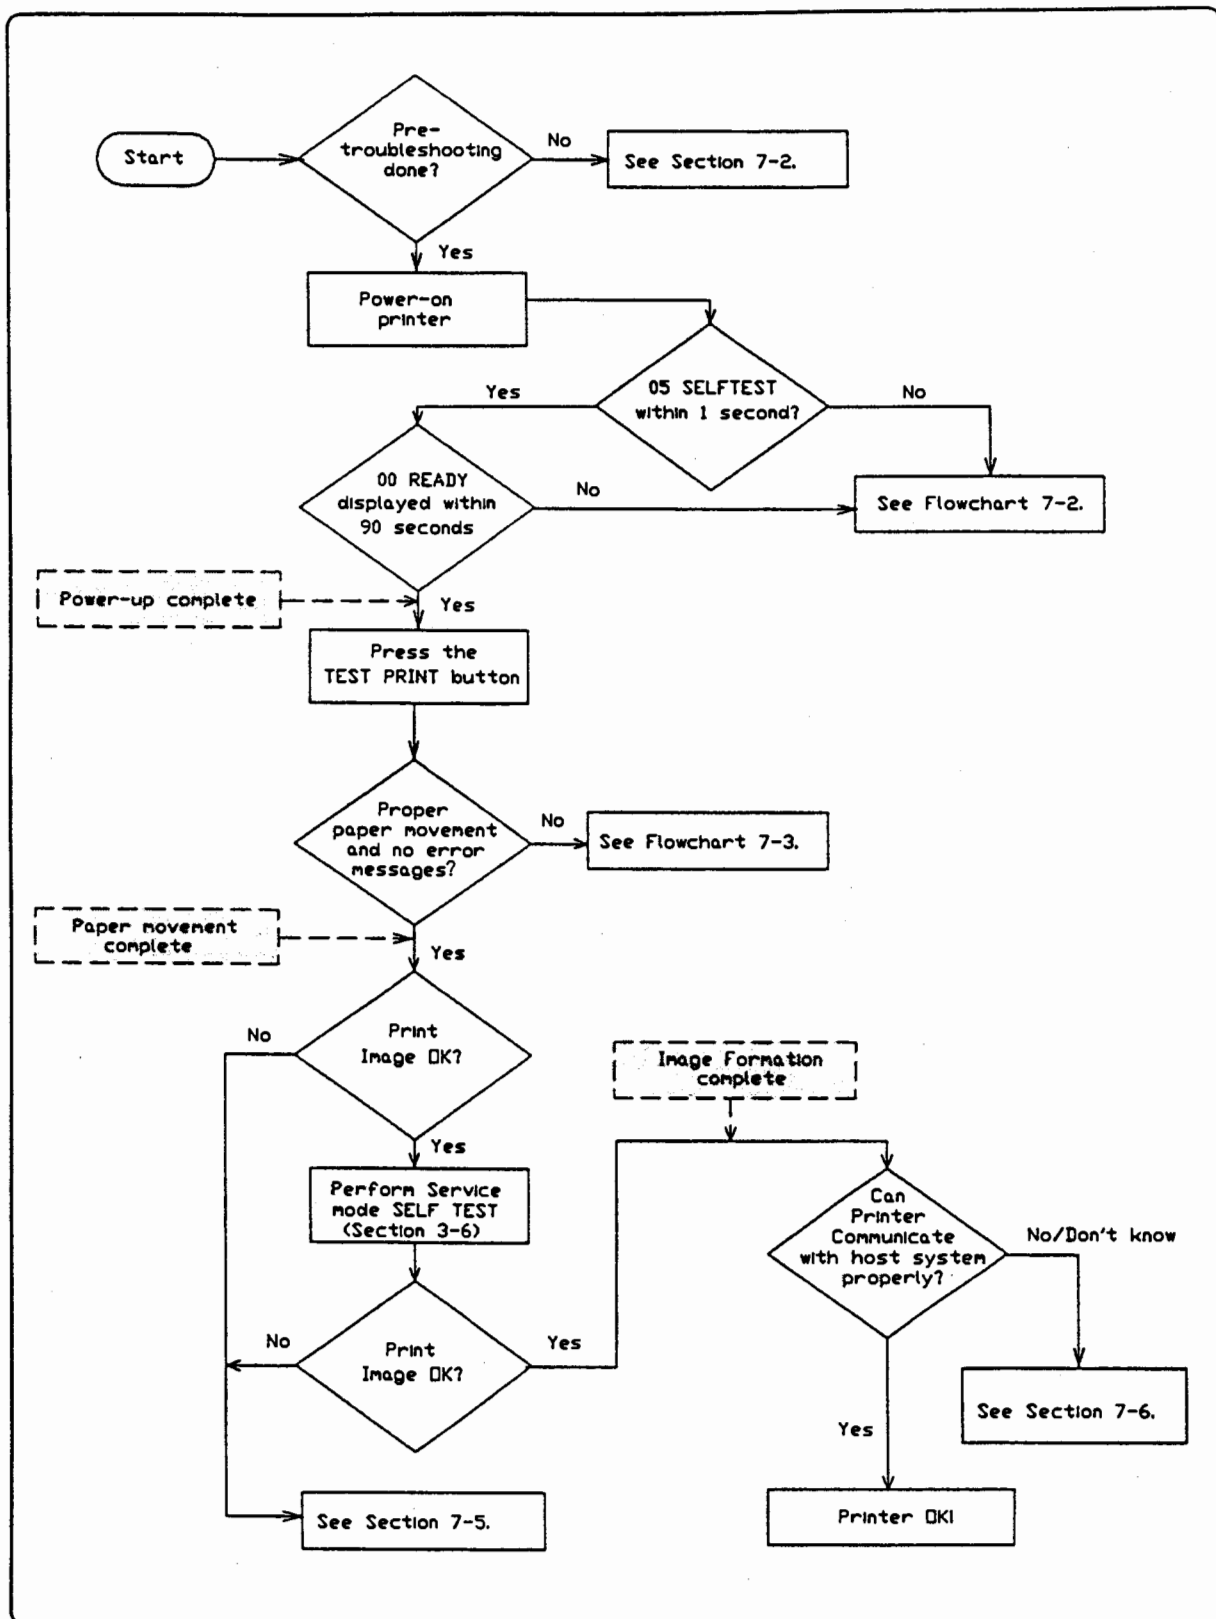 Start
Pre-
troubleshooting
done?
No
See Section 7-2.
Yes
Power-on
printer
05 SELFTEST
within 1 second?
Yes
No
00 READY
displayed within
90 seconds
No
See Flowchart 7-2.
Power-up complete
Yes
Press the
TEST PRINT button
Proper
paper movement
and no error
messages?
No
See Flowchart 7-3.
Paper movement
complete
Yes
Print
Image OK?
No
Yes
Perform Service
mode SELF TEST
(Section 3-6)
Print
Image OK?
No
Yes
See Section 7-5.
Image Formation
complete
Can
Printer
Communicate
with host system
properly?
No/Don't know
See Section 7-6.
Yes
Printer OK!